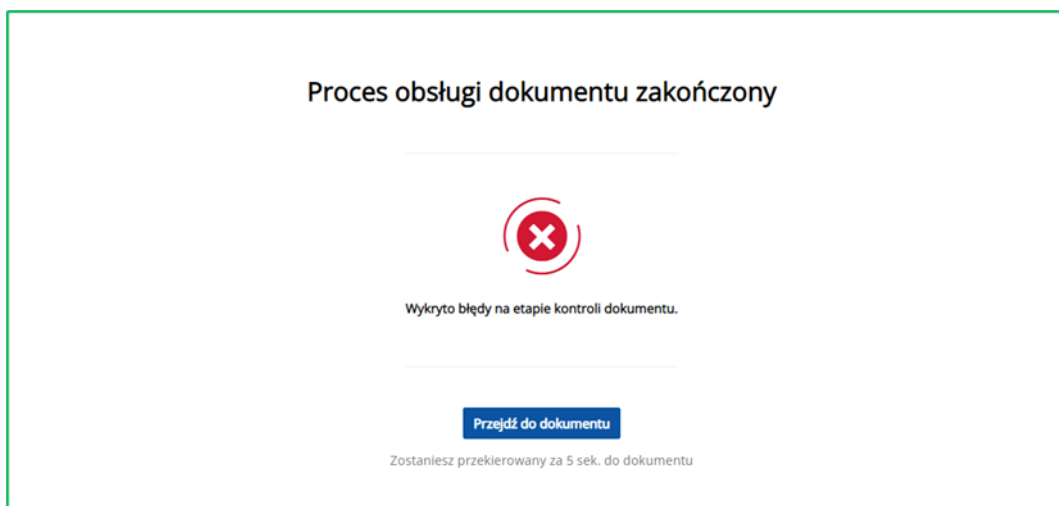 Proces obsługi dokumentu zakończony
Wykryto błędy na etapie kontroli dokumentu.
Przejdź do dokumentu
Zostaniesz przekierowany za 5 sek. do dokumentu